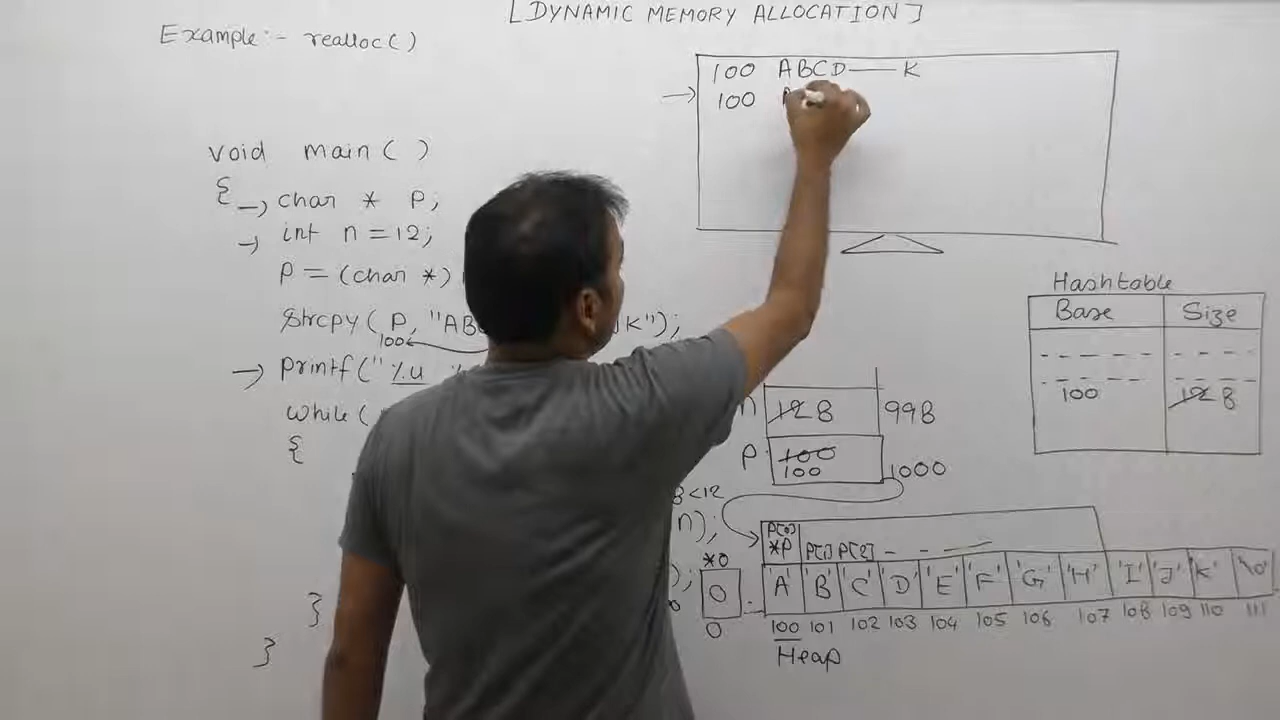 [DYNAMIC MEMORY ALLOCATION]
Example:- realloc()
100 ABCD—— K
→ 100
void main( )
{ → char * P;
→ int n = 12;
P = (char *)
Strcpy( P, "AB K");
100
→ printf(" %u
while(
{
n);
);
}
}
Hashtable
Base Size
100 12 8
n 12 8 998
P 100 1000
100
8<12
P[0] P[1] P[2] - - -
*P
*0
0 'A' 'B' 'C' 'D' 'E' 'F' 'G' 'H' 'I' 'J' 'K' '\0'
0 100 101 102 103 104 105 106 107 108 109 110 111
Heap